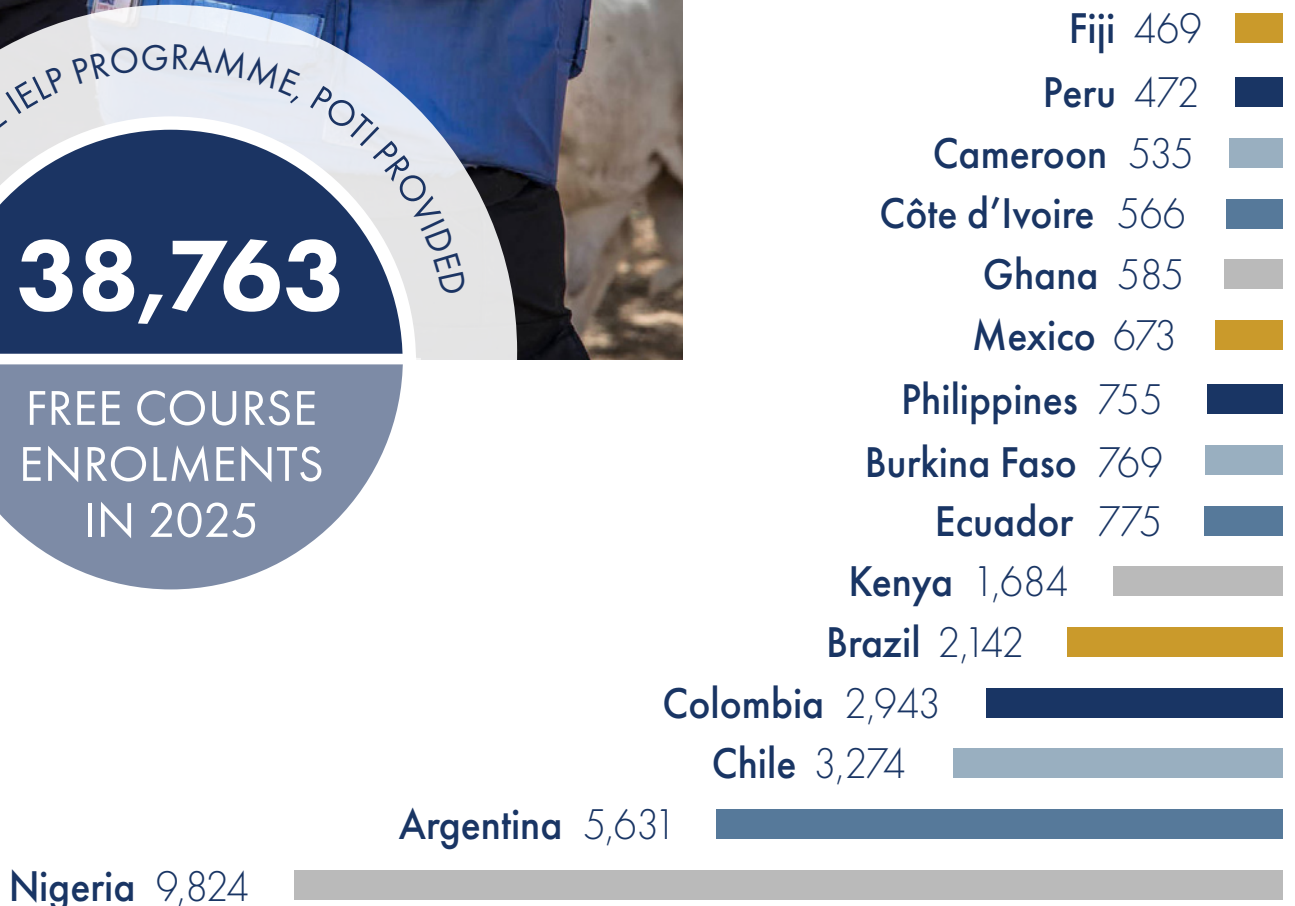 IELP PROGRAMME, POTI PROVIDED
38,763
FREE COURSE
ENROLMENTS
IN 2025
Fiji 469
Peru 472
Cameroon 535
Côte d’Ivoire 566
Ghana 585
Mexico 673
Philippines 755
Burkina Faso 769
Ecuador 775
Kenya 1,684
Brazil 2,142
Colombia 2,943
Chile 3,274
Argentina 5,631
Nigeria 9,824